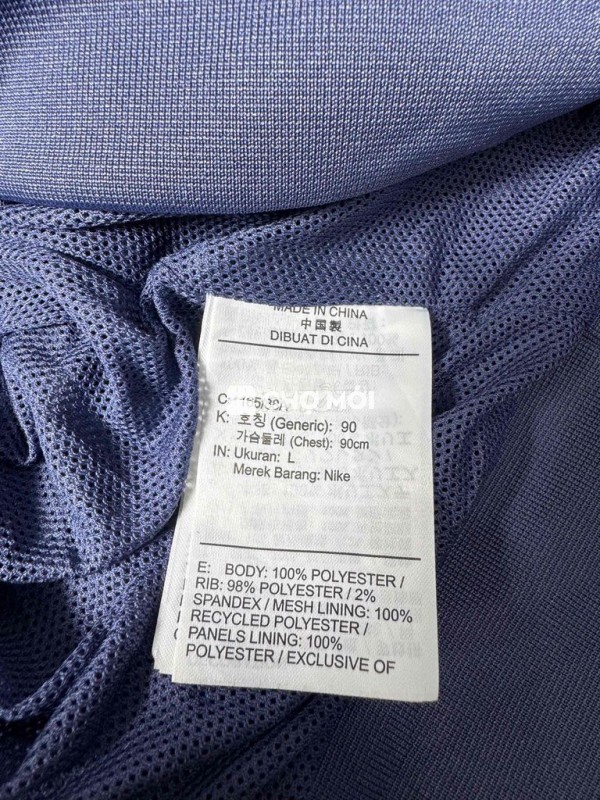 MADE IN CHINA
中国製
DIBUAT DI CINA
CHỢ MỚI
K: 호칭 (Generic): 90
가슴둘레 (Chest): 90cm
IN: Ukuran: L
Merek Barang: Nike
E: BODY: 100% POLYESTER /
RIB: 98% POLYESTER / 2%
SPANDEX / MESH LINING: 100%
RECYCLED POLYESTER /
PANELS LINING: 100%
POLYESTER / EXCLUSIVE OF